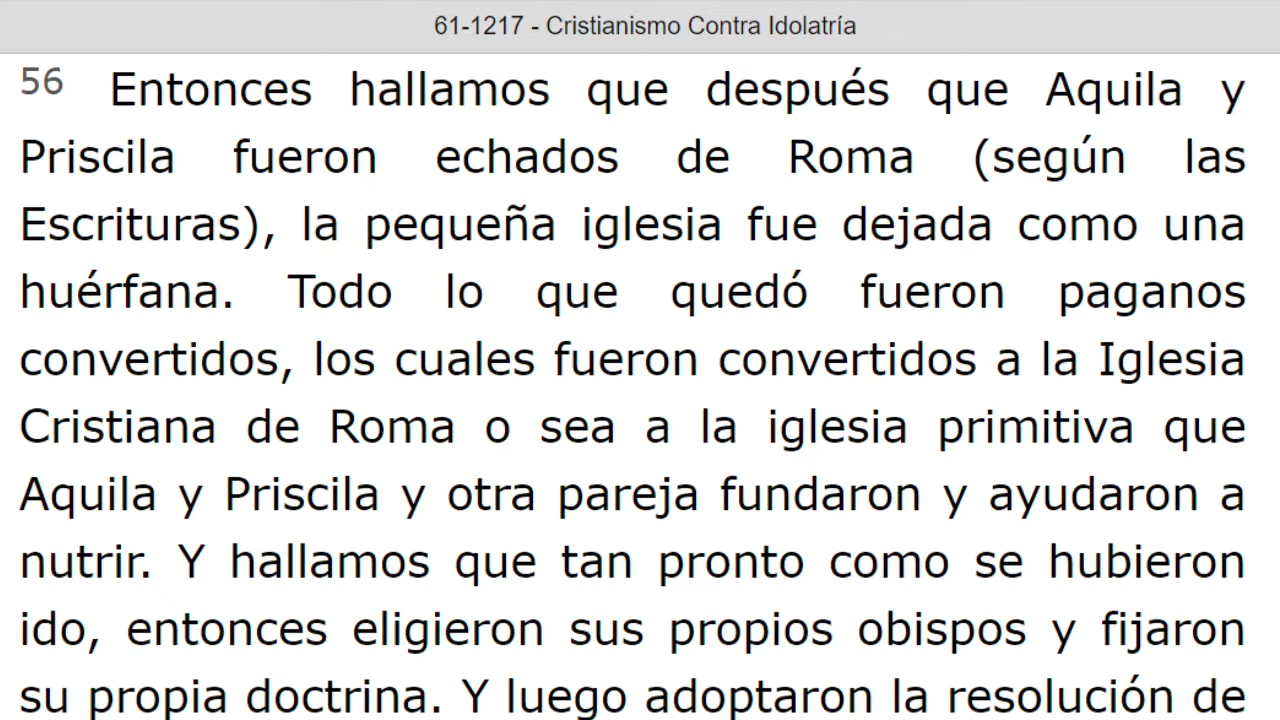 61-1217 - Cristianismo Contra Idolatría
56 Entonces hallamos que después que Aquila y
Priscila fueron echados de Roma (según las
Escrituras), la pequeña iglesia fue dejada como una
huérfana. Todo lo que quedó fueron paganos
convertidos, los cuales fueron convertidos a la Iglesia
Cristiana de Roma o sea a la iglesia primitiva que
Aquila y Priscila y otra pareja fundaron y ayudaron a
nutrir. Y hallamos que tan pronto como se hubieron
ido, entonces eligieron sus propios obispos y fijaron
su propia doctrina. Y luego adoptaron la resolución de